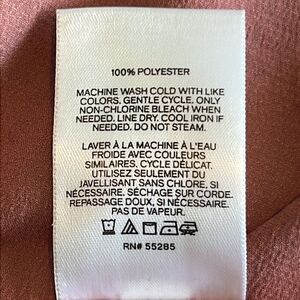 100% POLYESTER
MACHINE WASH COLD WITH LIKE
COLORS, GENTLE CYCLE. ONLY
NON-CHLORINE BLEACH WHEN
NEEDED. LINE DRY. COOL IRON IF
NEEDED. DO NOT STEAM.
LAVER À LA MACHINE À L'EAU
FROIDE AVEC COULEURS
SIMILAIRES. CYCLE DÉLICAT.
UTILISEZ SEULEMENT DU
JAVELLISANT SANS CHLORE, SI
NÉCESSAIRE. SÉCHAGE SUR CORDE.
REPASSAGE DOUX, SI NÉCESSAIRE.
PAS DE VAPEUR.
RN# 55285